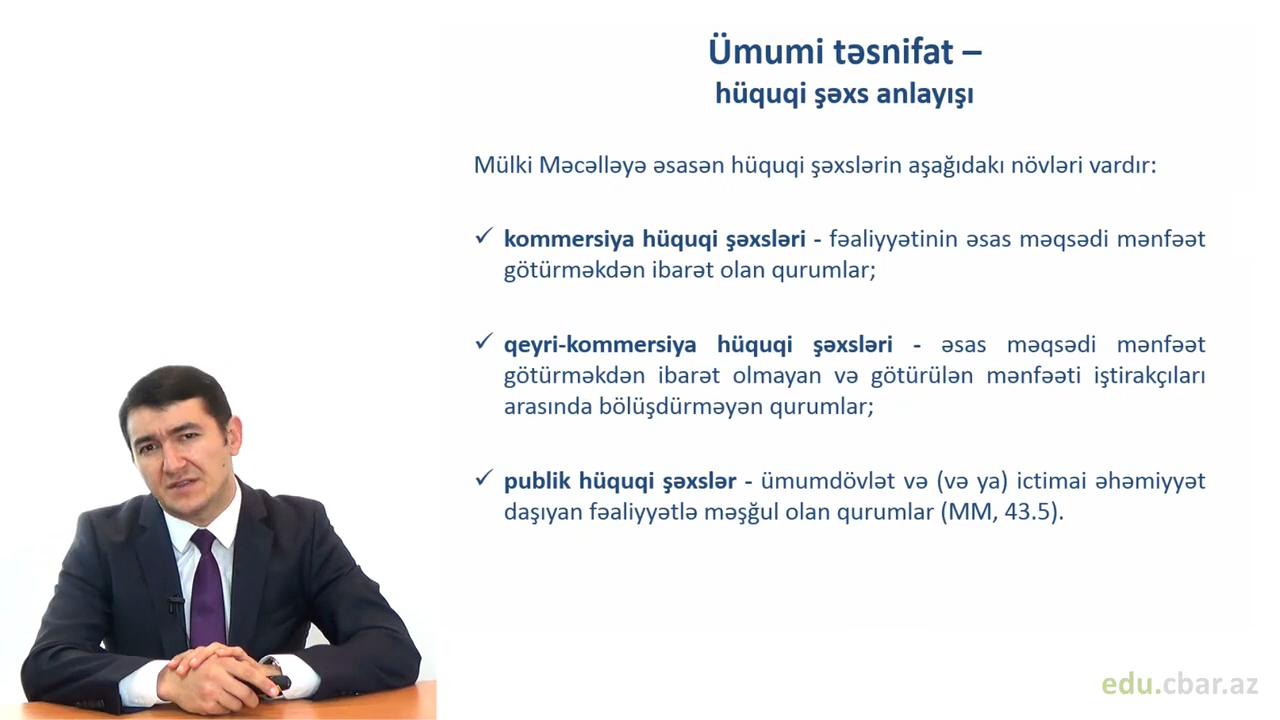 Ümumi təsnifat –
hüquqi şəxs anlayışı
Mülki Məcəlləyə əsasən hüquqi şəxslərin aşağıdakı növləri vardır:
✓ kommersiya hüquqi şəxsləri - fəaliyyətinin əsas məqsədi mənfəət
götürməkdən ibarət olan qurumlar;
✓ qeyri-kommersiya hüquqi şəxsləri - əsas məqsədi mənfəət
götürməkdən ibarət olmayan və götürülən mənfəəti iştirakçıları
arasında bölüşdürməyən qurumlar;
✓ publik hüquqi şəxslər - ümumdövlət və (və ya) ictimai əhəmiyyət
daşıyan fəaliyyətlə məşğul olan qurumlar (MM, 43.5).
edu.cbar.az